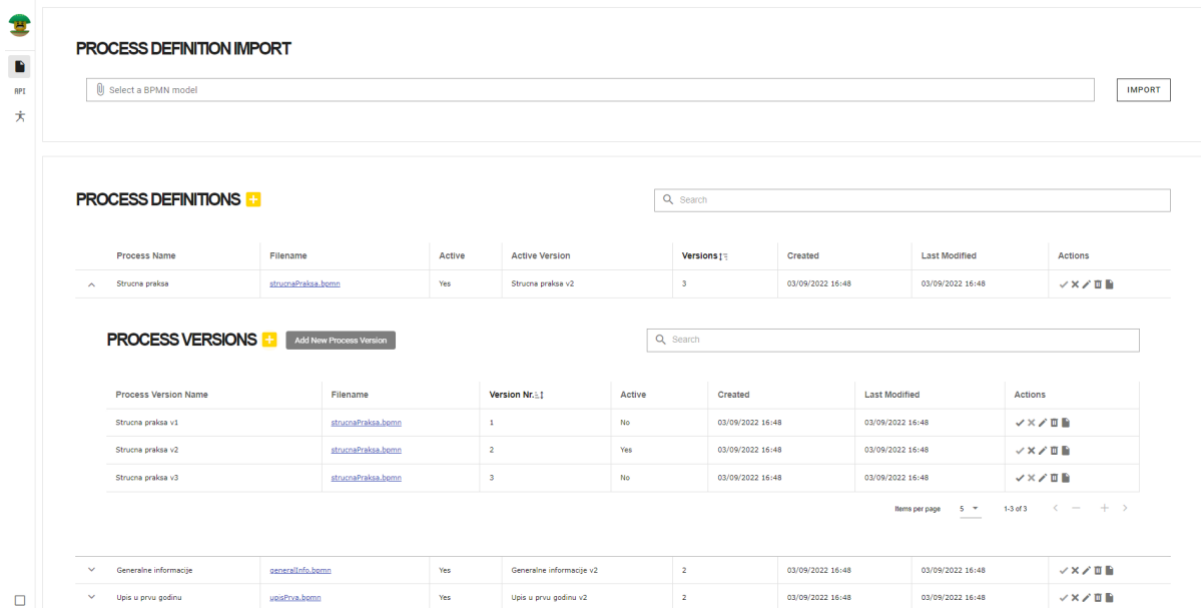 PROCESS DEFINITION IMPORT
API
Select a BPMN model
IMPORT
PROCESS DEFINITIONS
Search
Process Name Filename Active Active Version Versions Created Last Modified Actions
Strucna praksa strucnaPraksa.bpmn Yes Strucna praksa v2 3 03/09/2022 16:48 03/09/2022 16:48
PROCESS VERSIONS + Add New Process Version
Search
Process Version Name Filename Version Nr. Active Created Last Modified Actions
Strucna praksa v1 strucnaPraksa.bpmn 1 No 03/09/2022 16:48 03/09/2022 16:48
Strucna praksa v2 strucnaPraksa.bpmn 2 Yes 03/09/2022 16:48 03/09/2022 16:48
Strucna praksa v3 strucnaPraksa.bpmn 3 No 03/09/2022 16:48 03/09/2022 16:48
Items per page 5 1-3 of 3
Generalne informacije generalInfo.bpmn Yes Generalne informacije v2 2 03/09/2022 16:48 03/09/2022 16:48
Upis u prvu godinu upisPrva.bpmn Yes Upis u prvu godinu v2 2 03/09/2022 16:48 03/09/2022 16:48